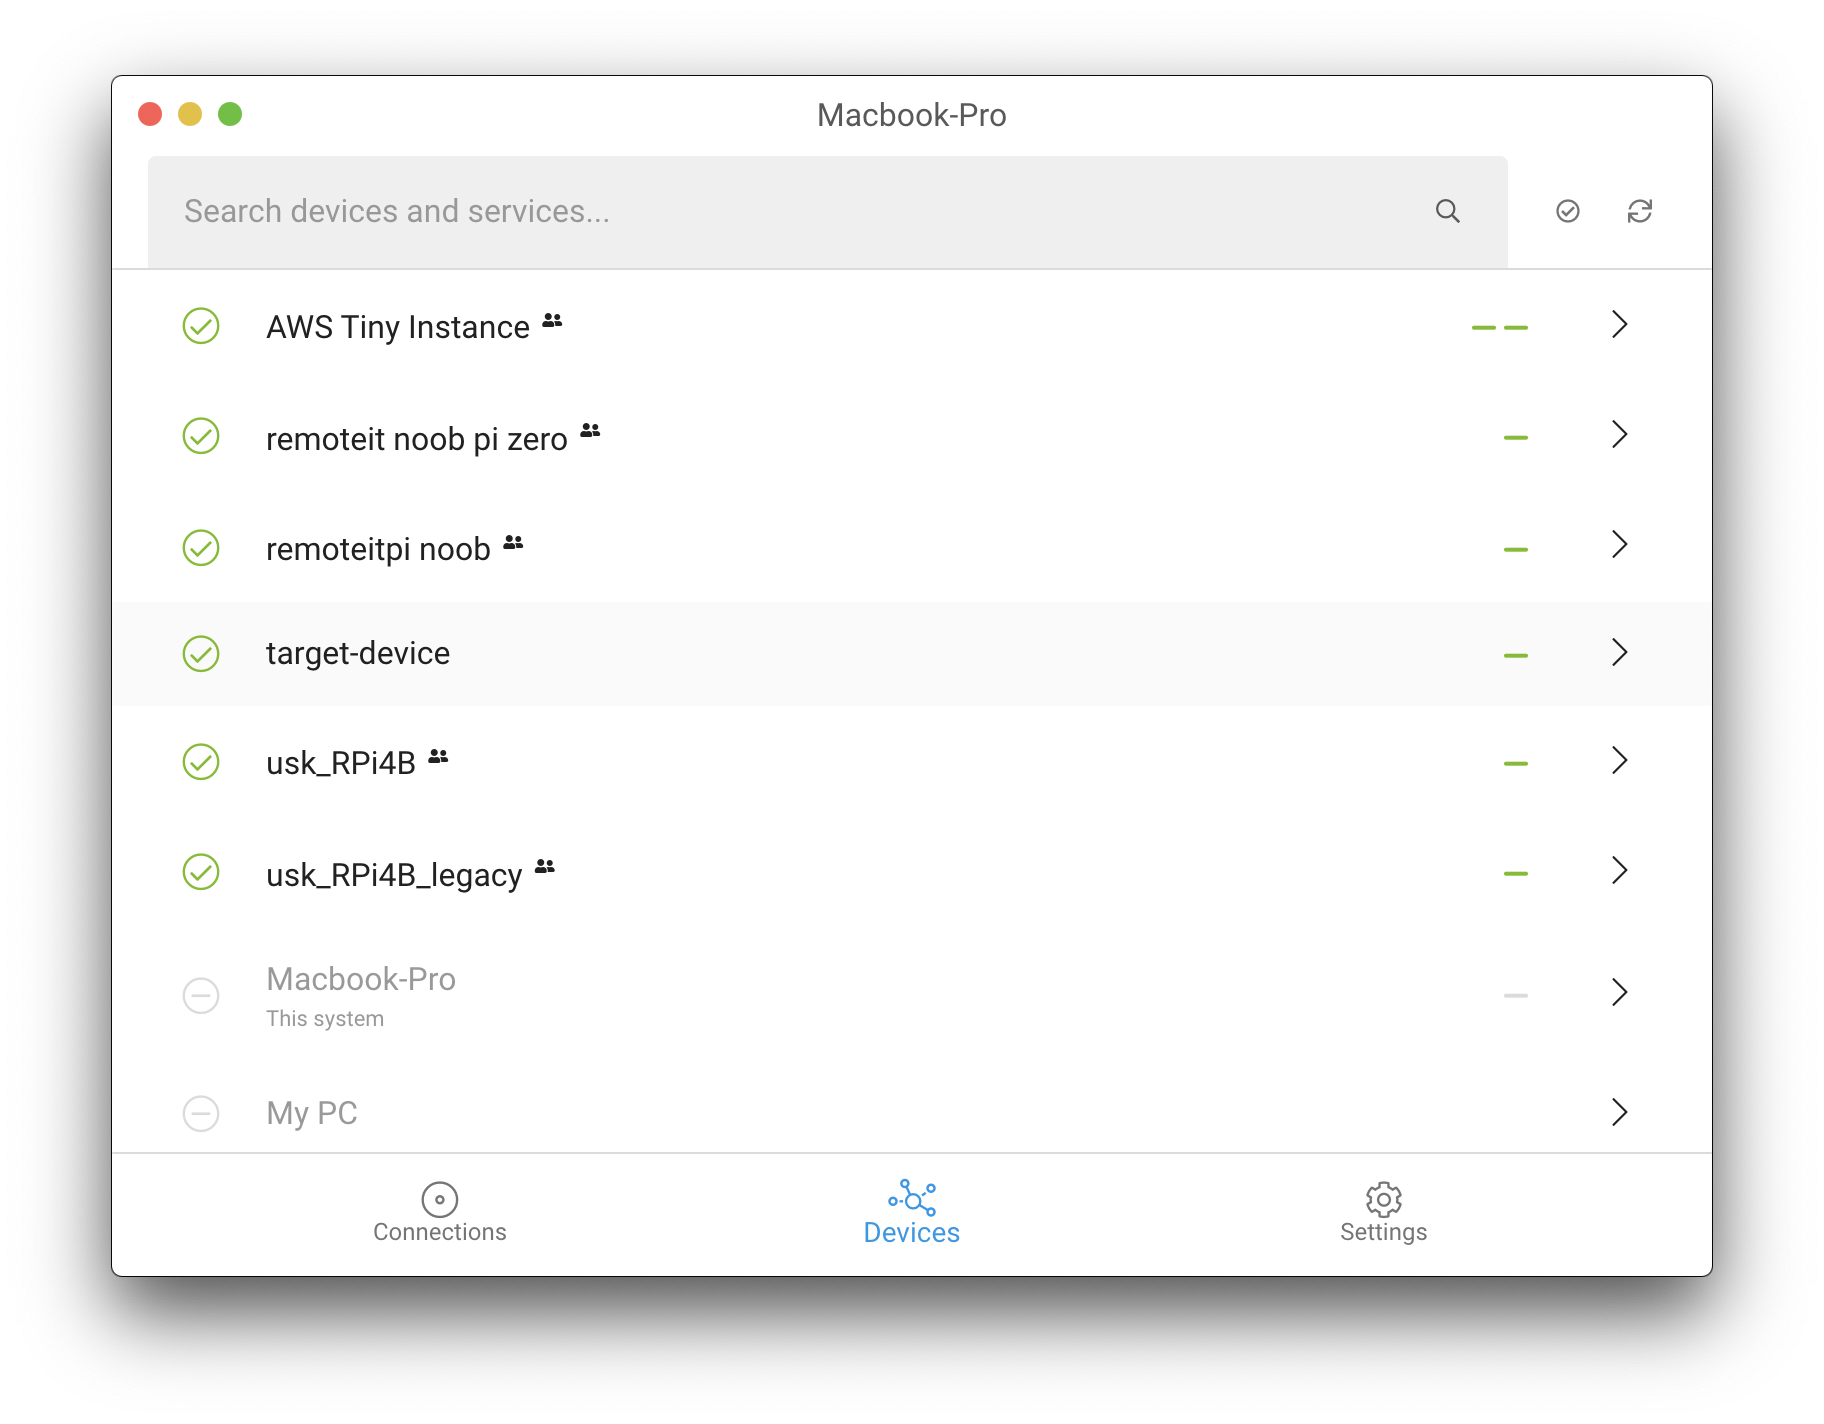 Macbook-Pro
Search devices and services...
AWS Tiny Instance
remoteit noob pi zero
remoteitpi noob
target-device
usk_RPi4B
usk_RPi4B_legacy
Macbook-Pro
This system
My PC
Connections
Devices
Settings